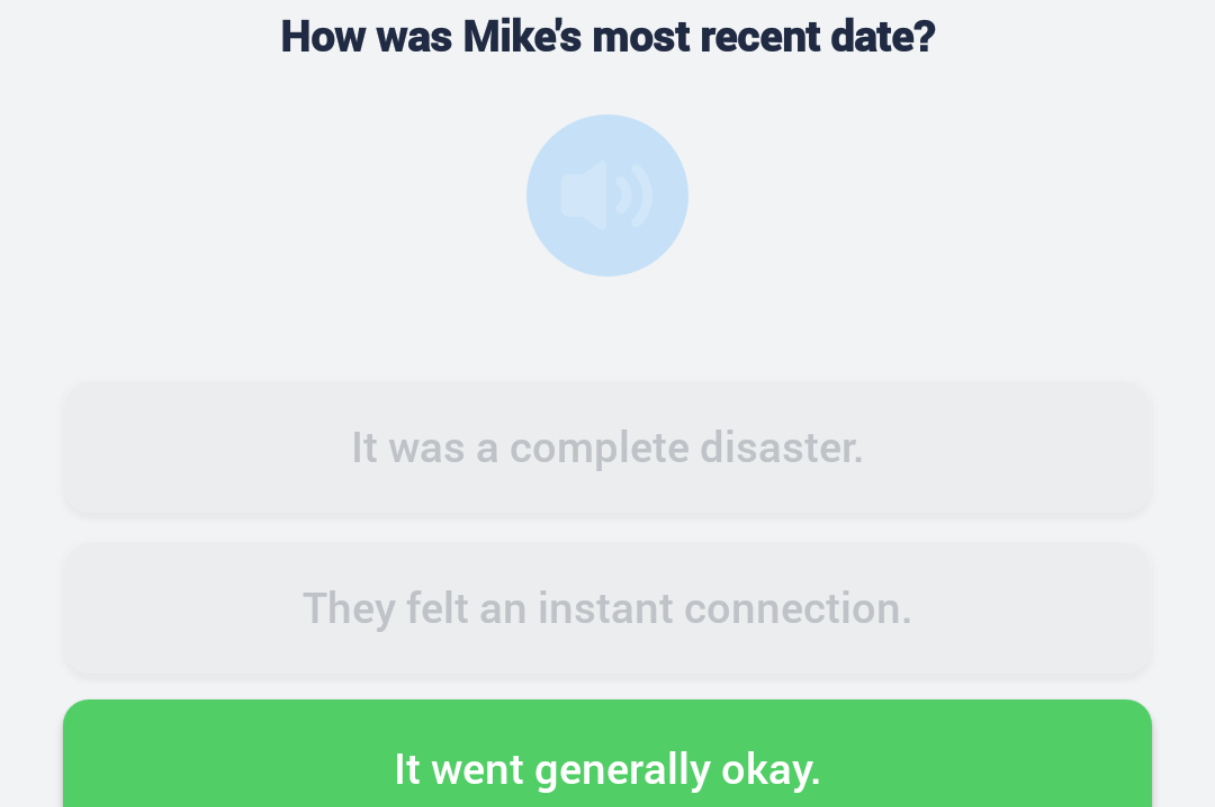 How was Mike's most recent date?
It was a complete disaster.
They felt an instant connection.
It went generally okay.